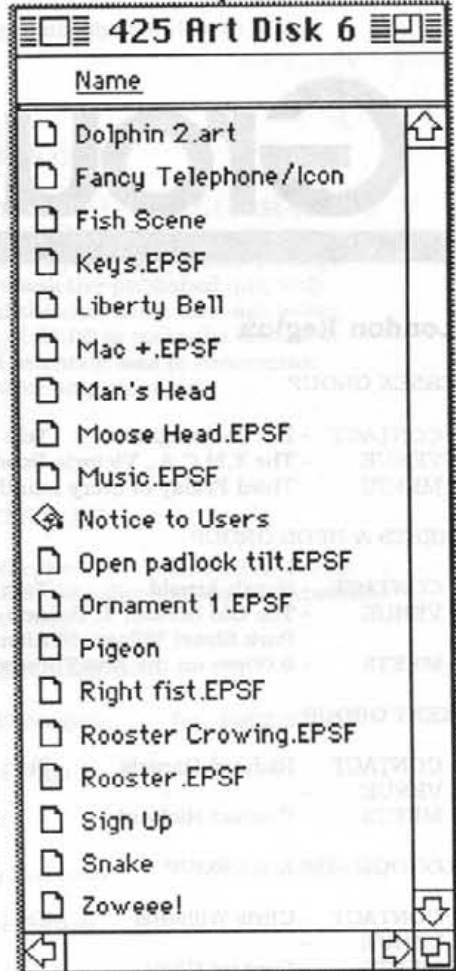 425 Art Disk 6
Name
Dolphin 2.art
Fancy Telephone/Icon
Fish Scene
Keys.EPSF
Liberty Bell
Mac...EPSF
Man's Head
Moose Head.EPSF
Music.EPSF
Notice to Users
Open padlock tilt.EPSF
Ornament 1.EPSF
Pigeon
Right fist.EPSF
Rooster Crowing.EPSF
Rooster.EPSF
Sign Up
Snake
Zoweee!